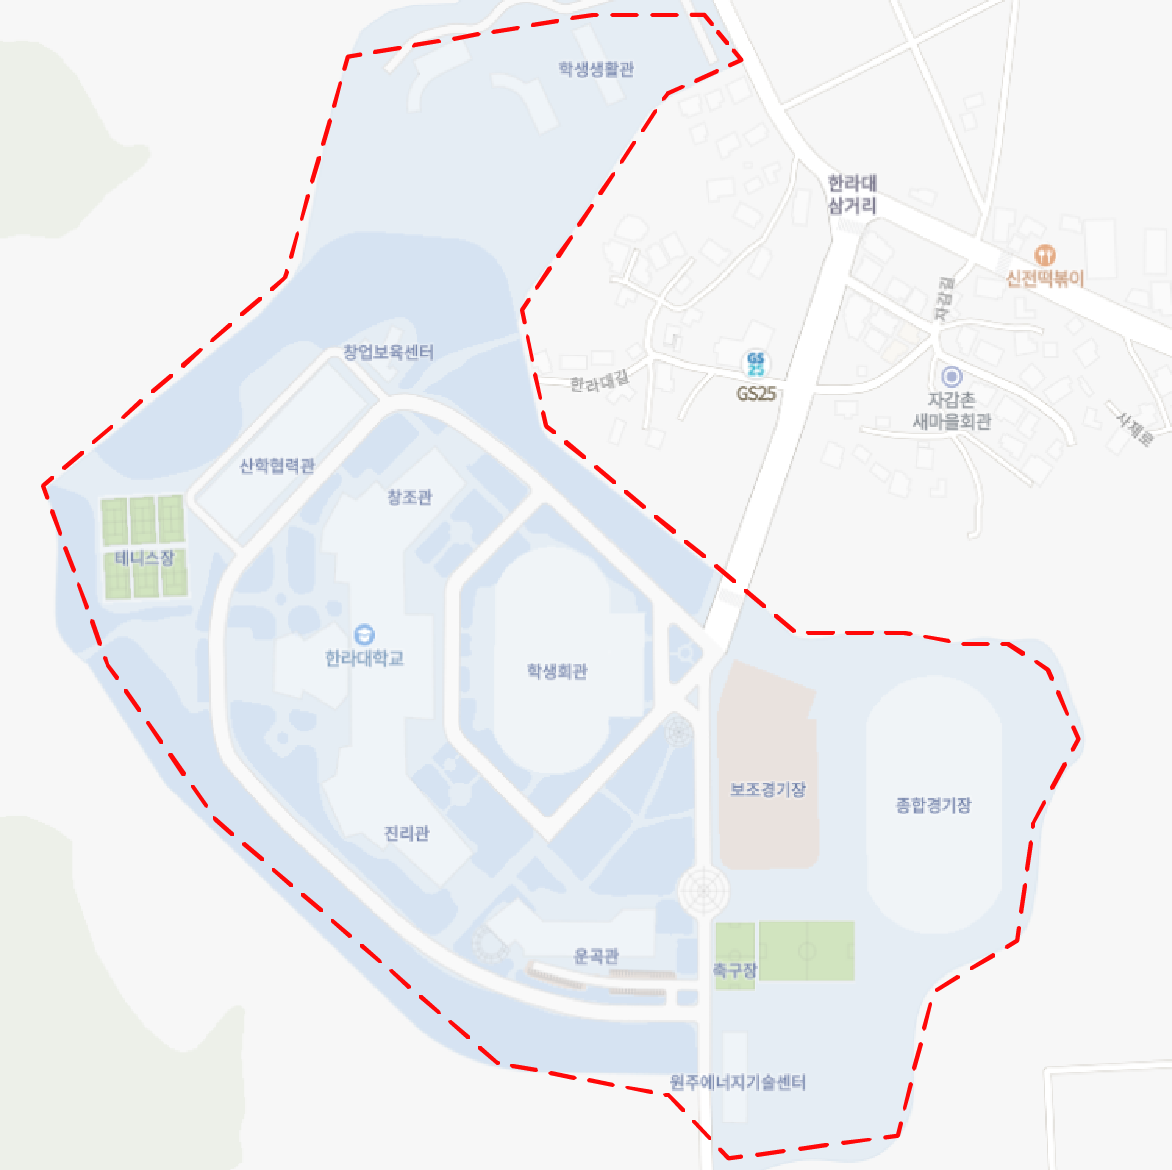 학생생활관
한라대
삼거리
신전떡볶이
자감길
창업보육센터
GS
25
한라대길
GS25
자감촌
새마을회관
사제로
산학협력관
창조관
테니스장
한라대학교
학생회관
보조경기장
종합경기장
진리관
운곡관
축구장
원주에너지기술센터